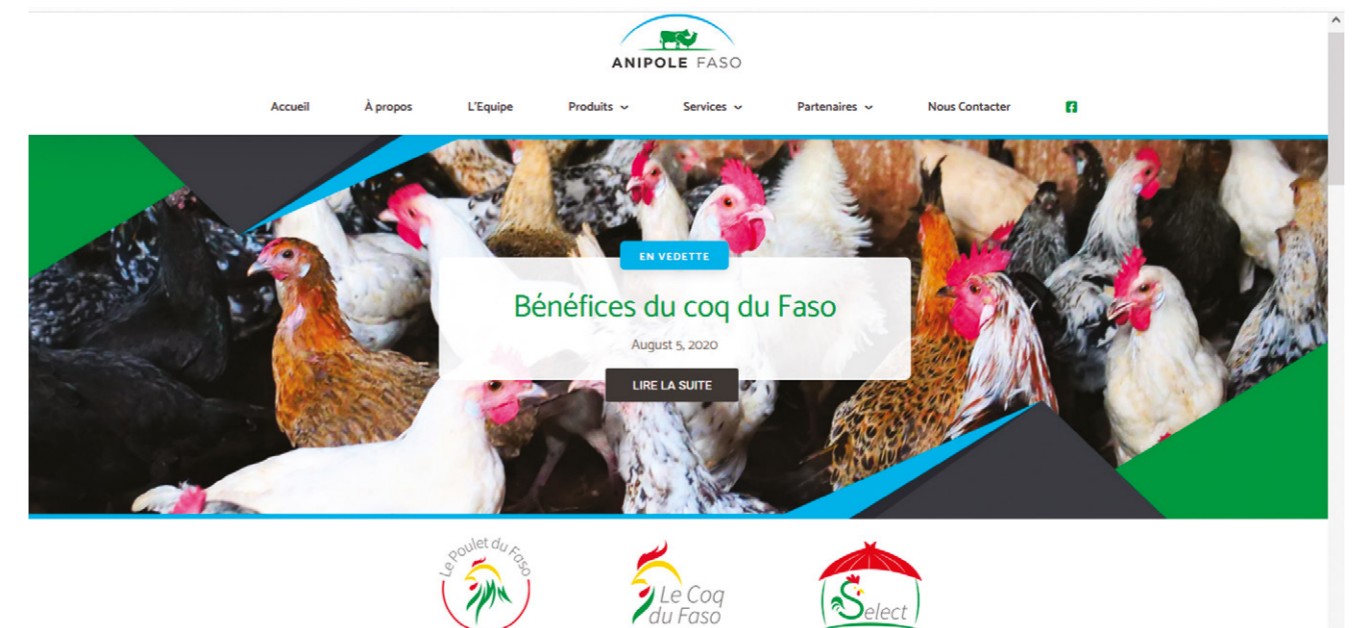 ANIPOLE FASO
Accueil À propos L'Equipe Produits Services Partenaires Nous Contacter
EN VEDETTE
Bénéfices du coq du Faso
August 5, 2020
LIRE LA SUITE
Le Poulet du Faso
Le Coq
du Faso
Select